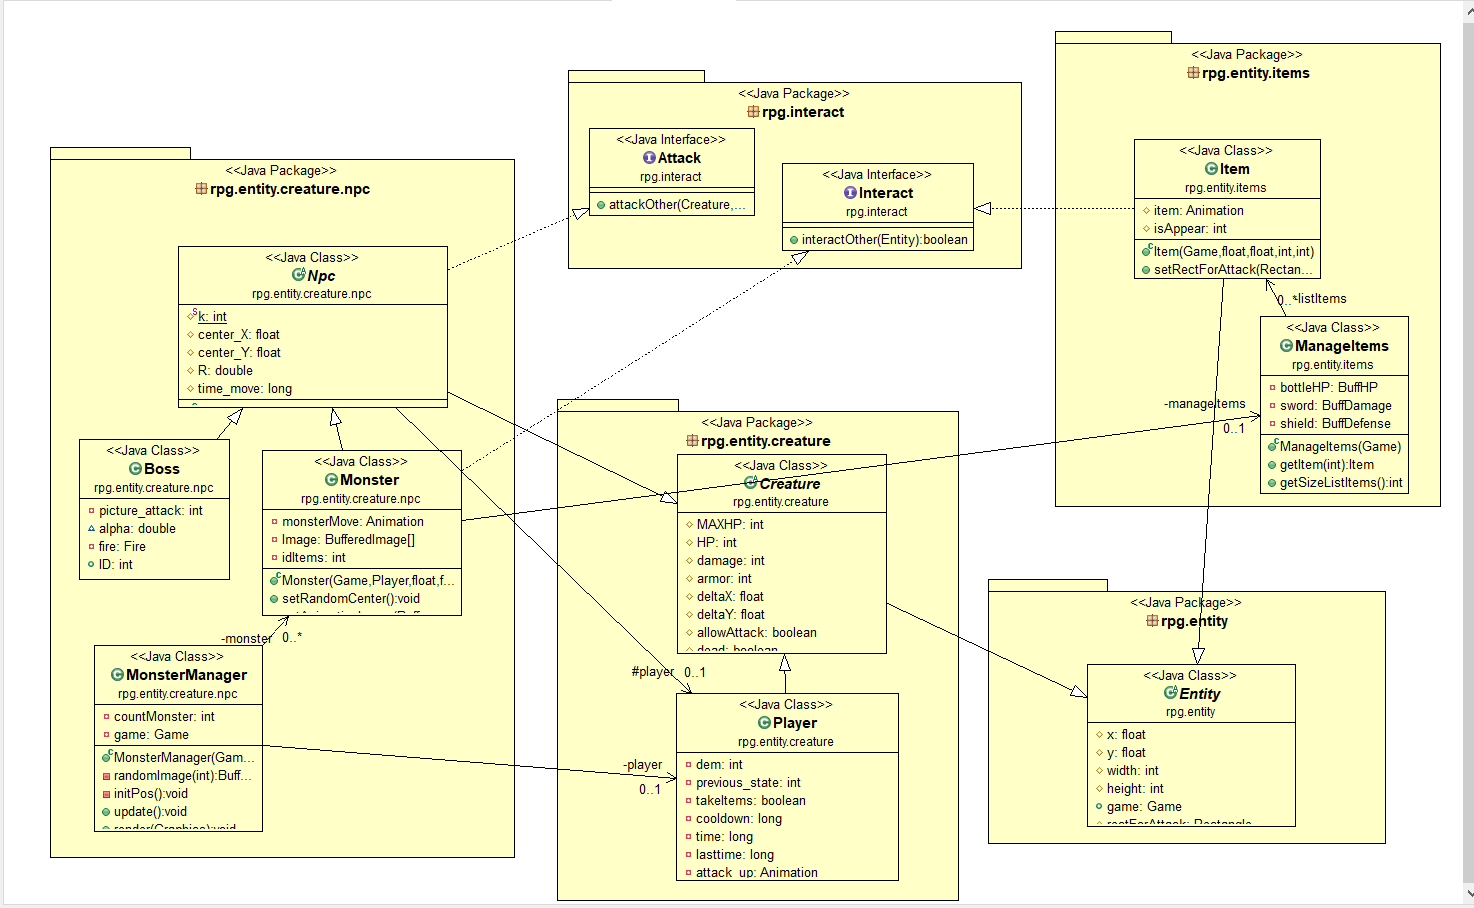 <<Java Package>>
rpg.entity.creature.npc
<<Java Class>>
Npc
rpg.entity.creature.npc
k: int
center_X: float
center_Y: float
R: double
time_move: long
<<Java Class>>
Boss
rpg.entity.creature.npc
picture_attack: int
alpha: double
fire: Fire
ID: int
<<Java Class>>
Monster
rpg.entity.creature.npc
monsterMove: Animation
Image: BufferedImage[]
idItems: int
Monster(Game,Player,float,f...
setRandomCenter():void
-monster 0..*
<<Java Class>>
MonsterManager
rpg.entity.creature.npc
countMonster: int
game: Game
MonsterManager(Gam...
randomImage(int):Buff...
initPos():void
update():void
render(Graphics):void
<<Java Package>>
rpg.interact
<<Java Interface>>
Attack
rpg.interact
attackOther(Creature,...
<<Java Interface>>
Interact
rpg.interact
interactOther(Entity):boolean
<<Java Package>>
rpg.entity.creature
<<Java Class>>
Creature
rpg.entity.creature
MAXHP: int
HP: int
damage: int
armor: int
deltaX: float
deltaY: float
allowAttack: boolean
dead: boolean
#player 0..1
<<Java Class>>
Player
rpg.entity.creature
-player
0..1
dem: int
previous_state: int
takeItems: boolean
cooldown: long
time: long
lasttime: long
attack_up: Animation
<<Java Package>>
rpg.entity.items
<<Java Class>>
Item
rpg.entity.items
item: Animation
isAppear: int
Item(Game,float,float,int,int)
setRectForAttack(Rectan...
0..* -listItems
<<Java Class>>
ManageItems
rpg.entity.items
bottleHP: BuffHP
sword: BuffDamage
shield: BuffDefense
ManageItems(Game)
getItem(int):Item
getSizeListItems():int
-manageItems
0..1
<<Java Package>>
rpg.entity
<<Java Class>>
Entity
rpg.entity
x: float
y: float
width: int
height: int
game: Game
rectForAttack: Rectangle